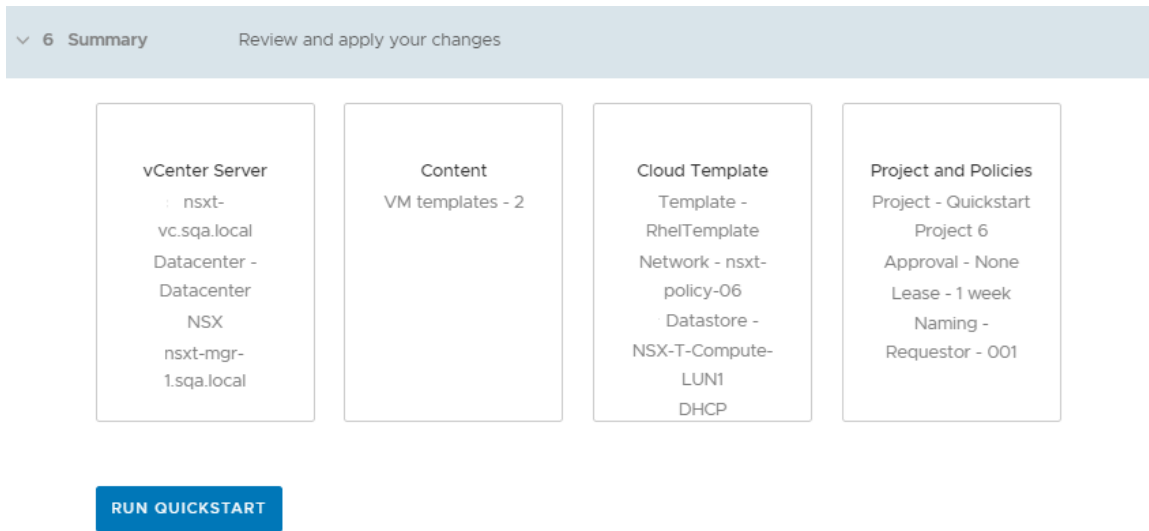 6 Summary Review and apply your changes
vCenter Server
nsxt-
vc.sqa.local
Datacenter -
Datacenter
NSX
nsxt-mgr-
1.sqa.local
Content
VM templates - 2
Cloud Template
Template -
RhelTemplate
Network - nsxt-
policy-06
Datastore -
NSX-T-Compute-
LUN1
DHCP
Project and Policies
Project - Quickstart
Project 6
Approval - None
Lease - 1 week
Naming -
Requestor - 001
RUN QUICKSTART